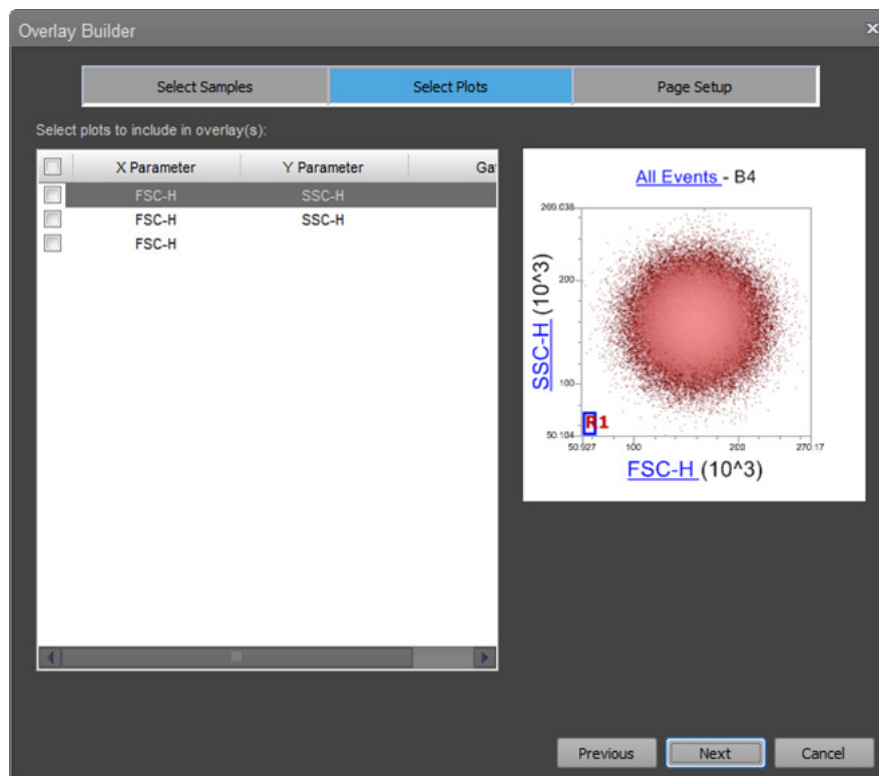 Overlay Builder
Select Samples Select Plots Page Setup
Select plots to include in overlay(s):
X Parameter Y Parameter Ga
FSC-H SSC-H
FSC-H SSC-H
FSC-H
All Events - B4
269.038
200
100
50.104
SSC-H (10^3)
R1
50.927 100 200 270.17
FSC-H (10^3)
Previous Next Cancel